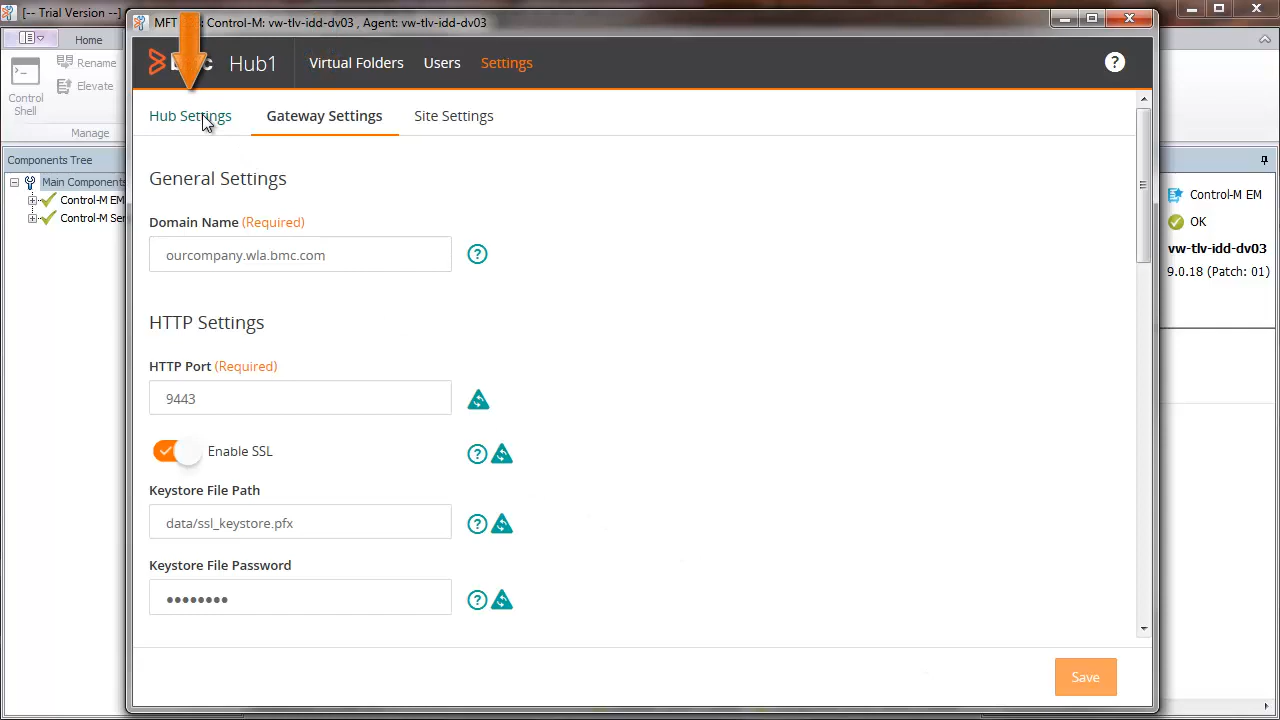 [-- Trial Version --]
MFT
Control-M: vw-tlv-idd-dv03 , Agent: vw-tlv-idd-dv03
Home
Rename
Elevate
Control
Shell
Manage
Components Tree
Main Components
Control-M EM
Control-M Ser
Hub1
Virtual Folders
Users
Settings
?
Hub Settings
Gateway Settings
Site Settings
General Settings
Domain Name (Required)
ourcompany.wla.bmc.com
?
HTTP Settings
HTTP Port (Required)
9443
Enable SSL
?
Keystore File Path
data/ssl_keystore.pfx
?
Keystore File Password
?
Save
Control-M EM
OK
vw-tlv-idd-dv03
9.0.18 (Patch: 01)